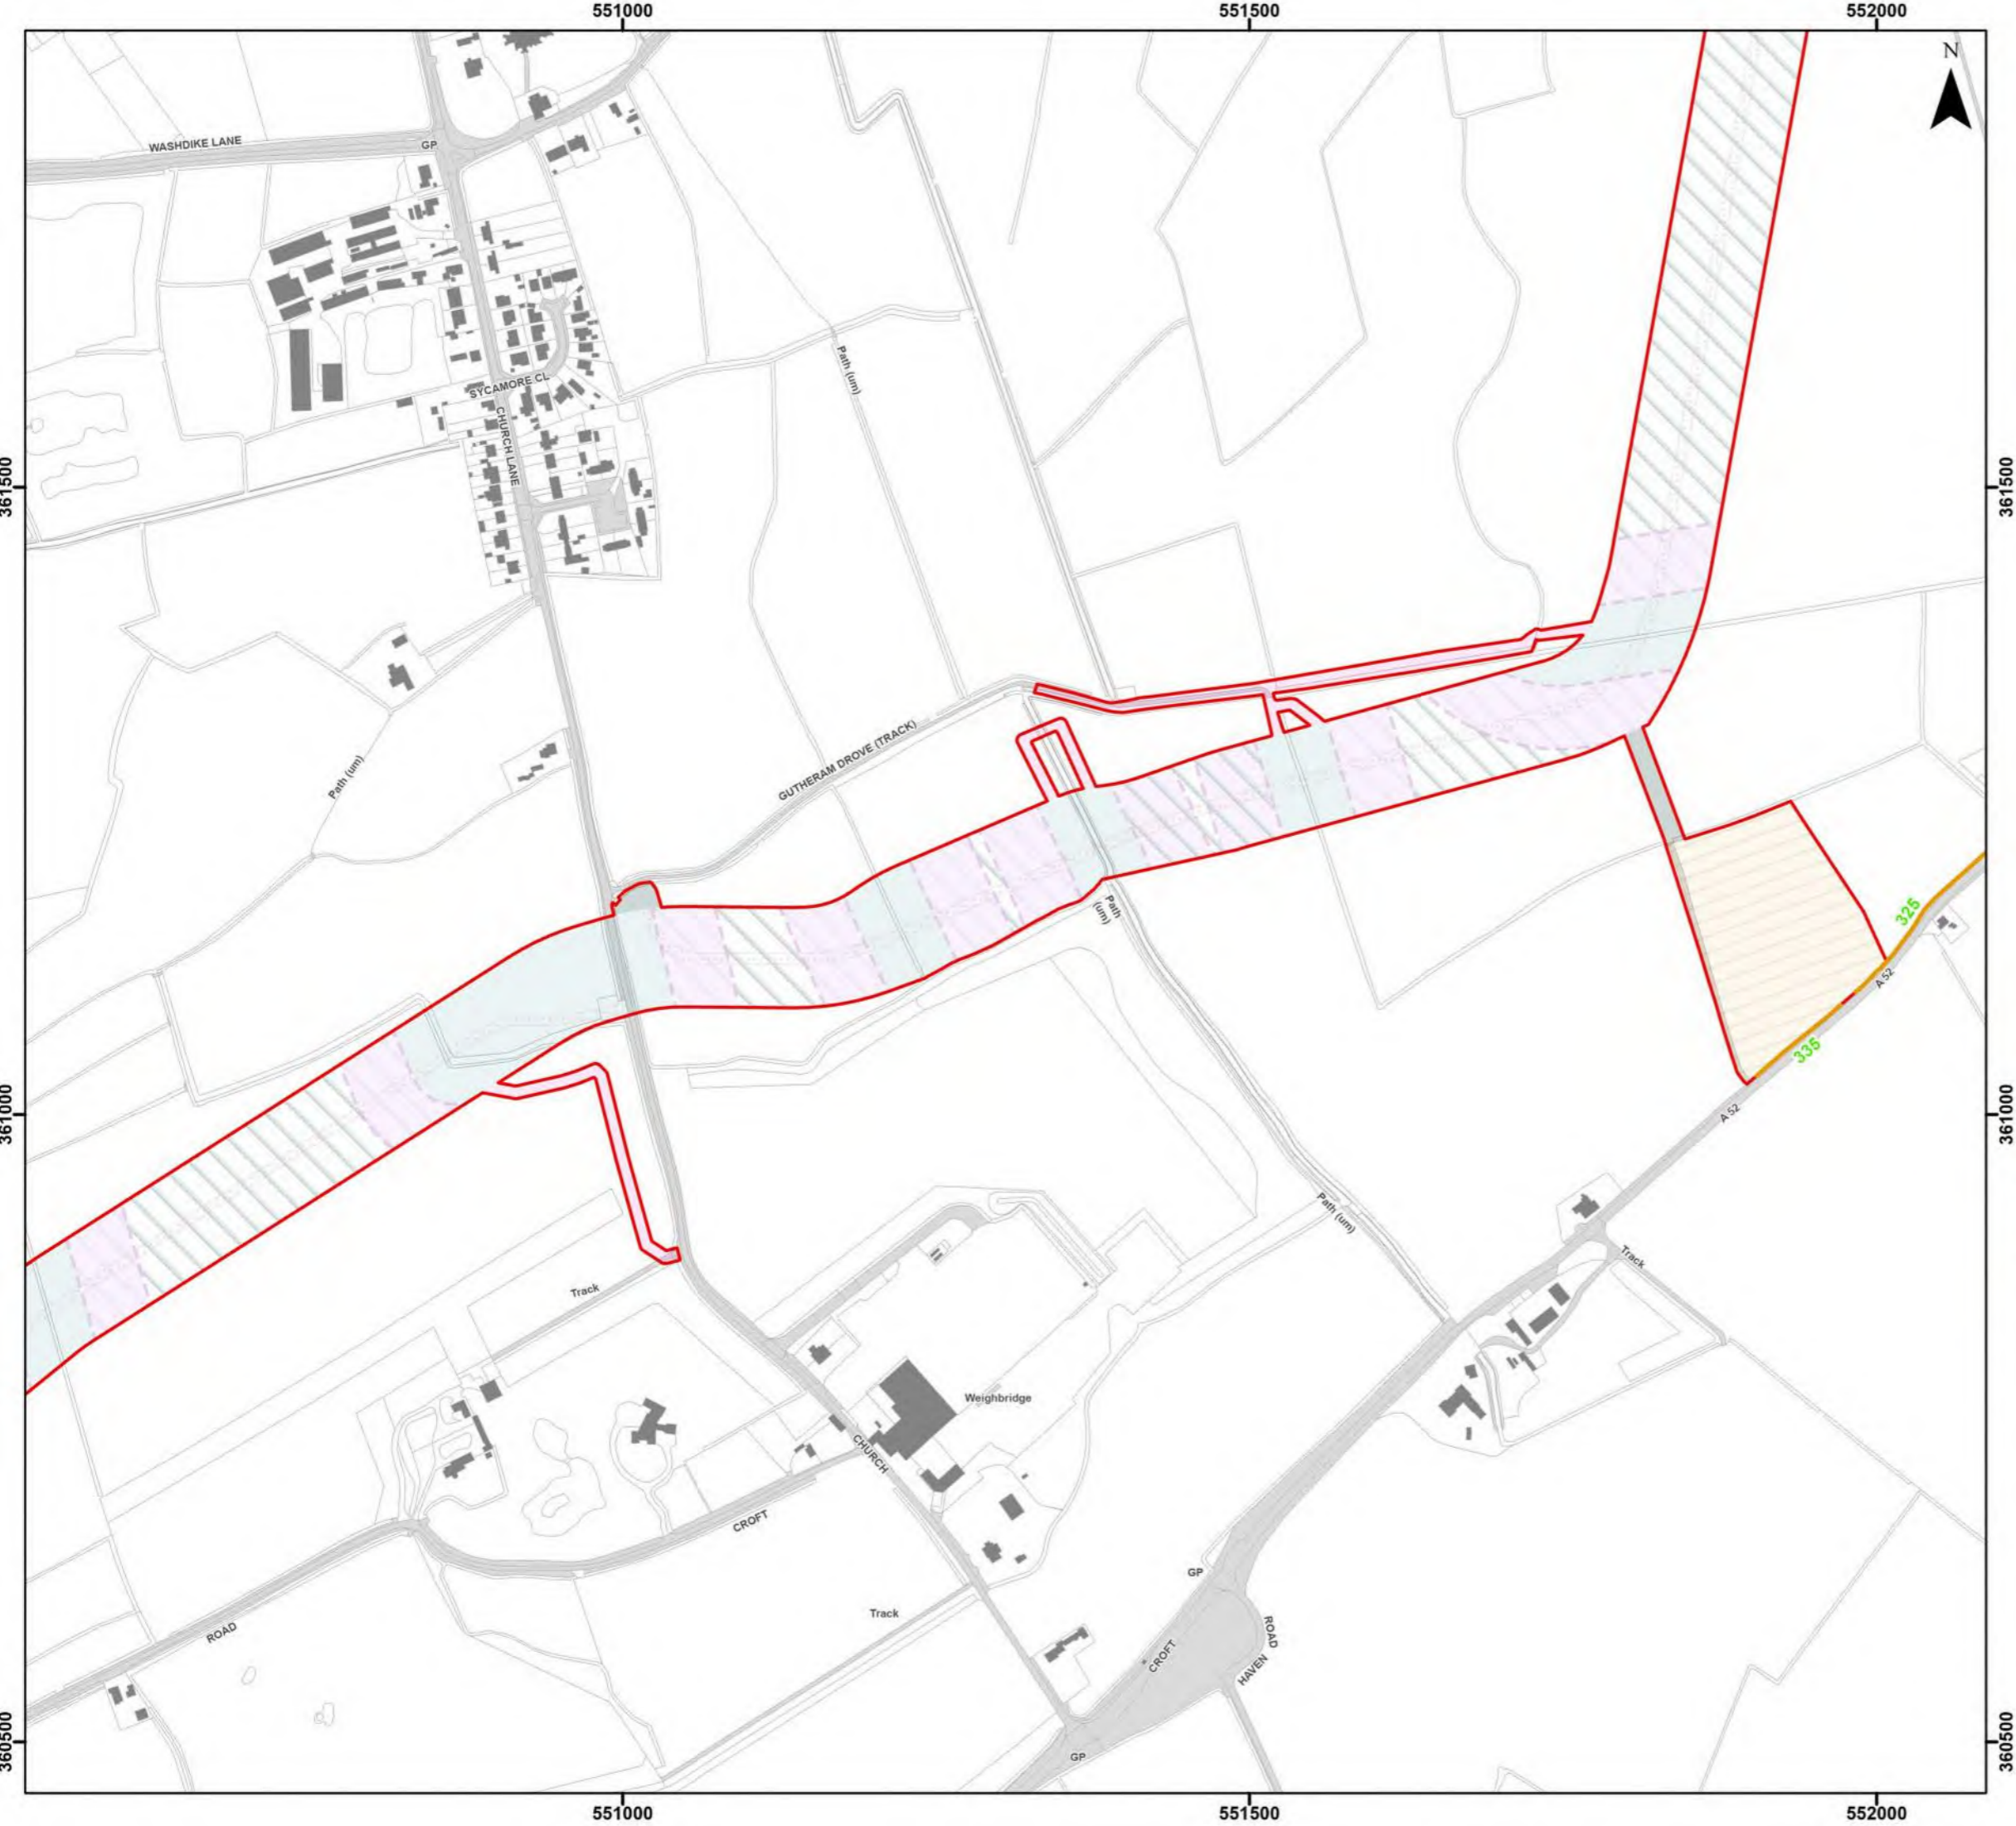 551000
551500
552000
N
WASHDIKE LANE
GP
Path (um)
SYCAMORE CL
CHURCH LANE
361500
361500
GUTHERAM DROVE (TRACK)
Path (um)
Path
(um)
325
A 52
335
A 52
361000
361000
Path (um)
Track
Track
Weighbridge
CHURCH
CROFT
GP
Track
ROAD
ROAD
CROFT
HAVEN
360500
360500
GP
551000
551500
552000